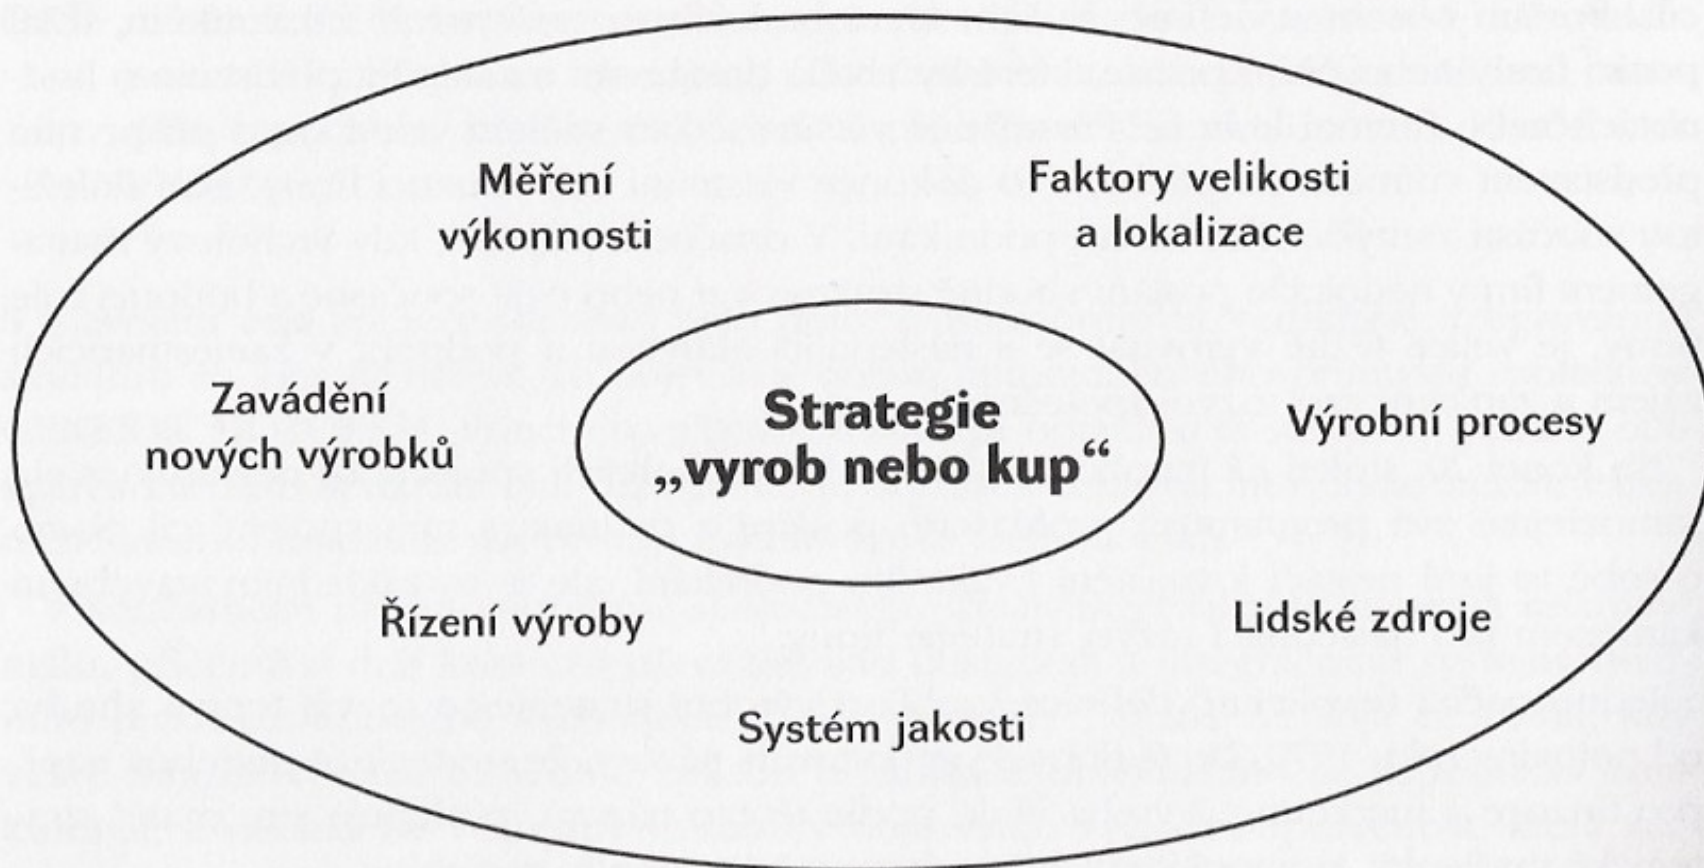 Měření
výkonnosti
Faktory velikosti
a lokalizace
Zavádění
nových výrobků
Strategie
„vyrob nebo kup“
Výrobní procesy
Řízení výroby
Lidské zdroje
Systém jakosti